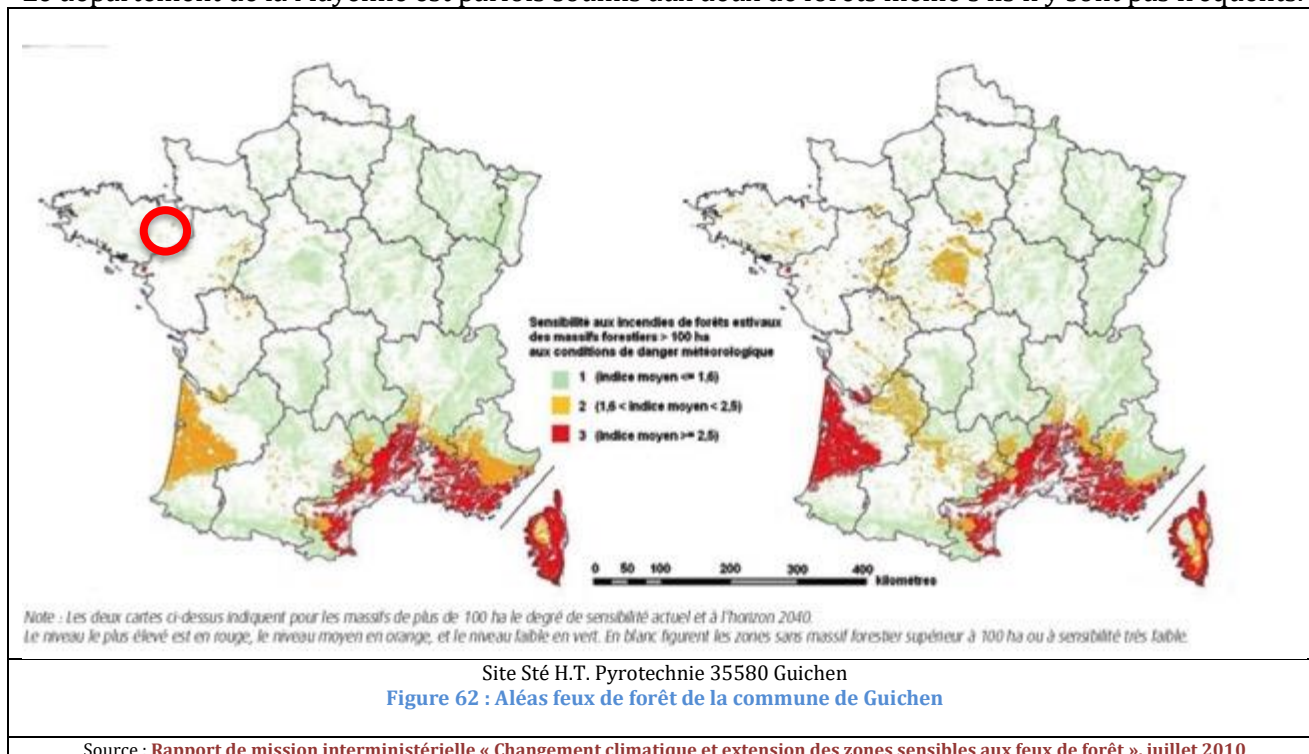 Le département de la Mayenne est parfois soumis aux
de forêts même s'ils n'y sont pas fréquents.
Sensibilité aux incendies de forêts estivaux
des massifs forestiers > 100 ha
aux conditions de danger météorologique
1 (indice moyen <= 1,6)
2 (1,6 < indice moyen < 2,5)
3 (indice moyen >= 2,5)
0 50 100 200 300 400
kilomètres
Note : Les deux cartes ci-dessus indiquent pour les massifs de plus de 100 ha le degré de sensibilité actuel et à l'horizon 2040.
Le niveau le plus élevé est en rouge, le niveau moyen en orange, et le niveau faible en vert. En blanc figurent les zones sans massif forestier supérieur à 100 ha ou à sensibilité très faible.
Site Sté H.T. Pyrotechnie 35580 Guichen
Figure 62 : Aléas feux de forêt de la commune de Guichen
Source : Rapport de mission interministérielle « Changement climatique et extension des zones sensibles aux feux de forêt », juillet 2010